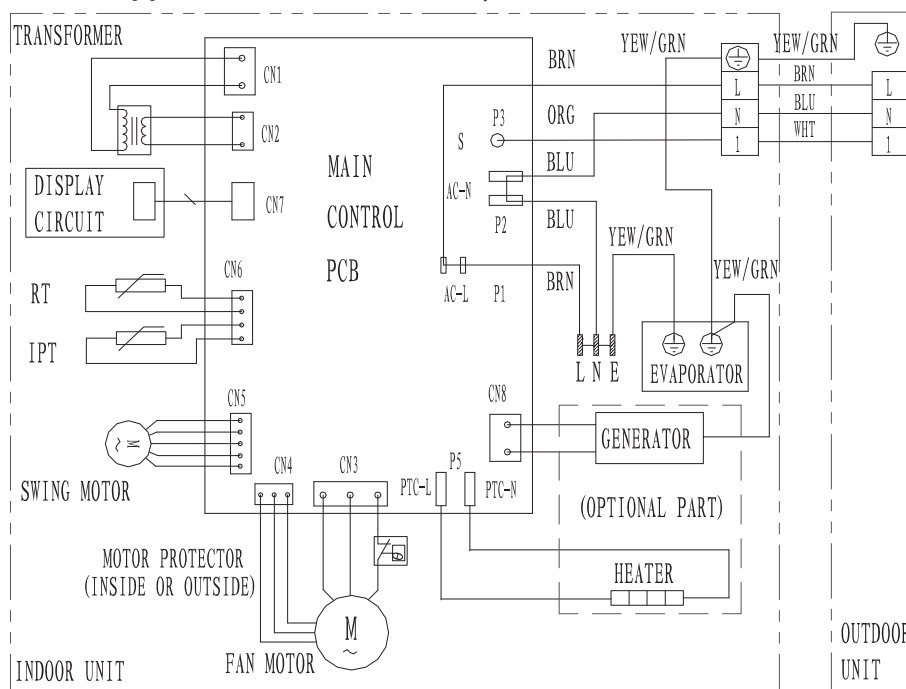 TRANSFORMER
CN1
CN2
DISPLAY
CIRCUIT
CN7
MAIN
CONTROL
PCB
RT
IPT
CN6
SWING MOTOR
M
~
CN5
CN4
CN3
MOTOR PROTECTOR
(INSIDE OR OUTSIDE)
FAN MOTOR
M
~
INDOOR UNIT
BRN
ORG
BLU
BLU
BRN
P3
S
AC-N
P2
AC-L
P1
YEW/GRN
YEW/GRN
L
N
1
BRN
BLU
WHT
L
N
1
YEW/GRN
YEW/GRN
L N E
EVAPORATOR
CN8
GENERATOR
P5
PTC-L
PTC-N
(OPTIONAL PART)
HEATER
OUTDOOR
UNIT